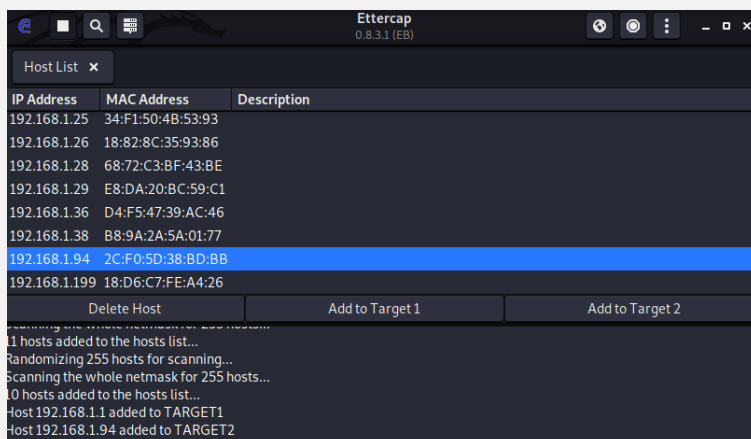 Ettercap
0.8.3.1 (EB)
Host List ×
IP Address MAC Address Description
192.168.1.25 34:F1:50:4B:53:93
192.168.1.26 18:82:8C:35:93:86
192.168.1.28 68:72:C3:BF:43:BE
192.168.1.29 E8:DA:20:BC:59:C1
192.168.1.36 D4:F5:47:39:AC:46
192.168.1.38 B8:9A:2A:5A:01:77
192.168.1.94 2C:F0:5D:38:BD:BB
192.168.1.199 18:D6:C7:FE:A4:26
Delete Host Add to Target 1 Add to Target 2
Scanning the whole netmask for 255 hosts...
11 hosts added to the hosts list...
Randomizing 255 hosts for scanning...
Scanning the whole netmask for 255 hosts...
10 hosts added to the hosts list...
Host 192.168.1.1 added to TARGET1
Host 192.168.1.94 added to TARGET2